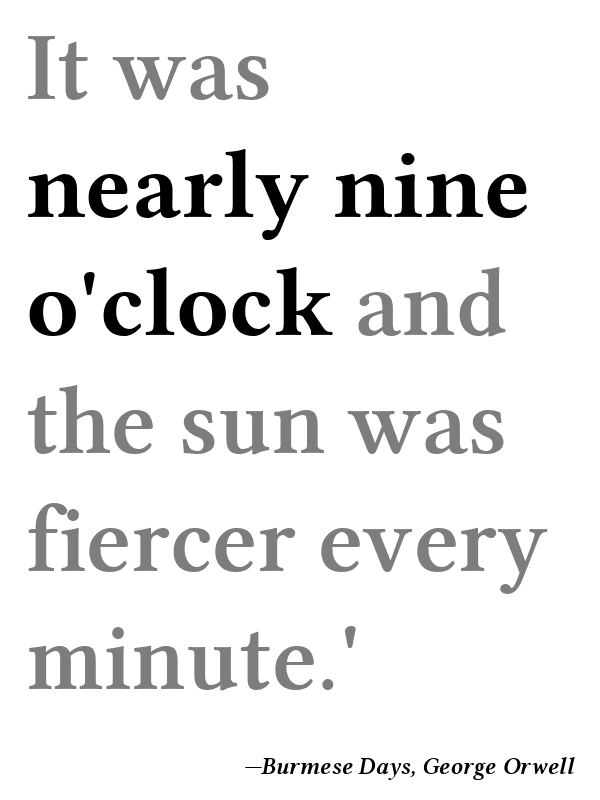 It was
nearly nine
o'clock and
the sun was
fiercer every
minute.'
—Burmese Days, George Orwell